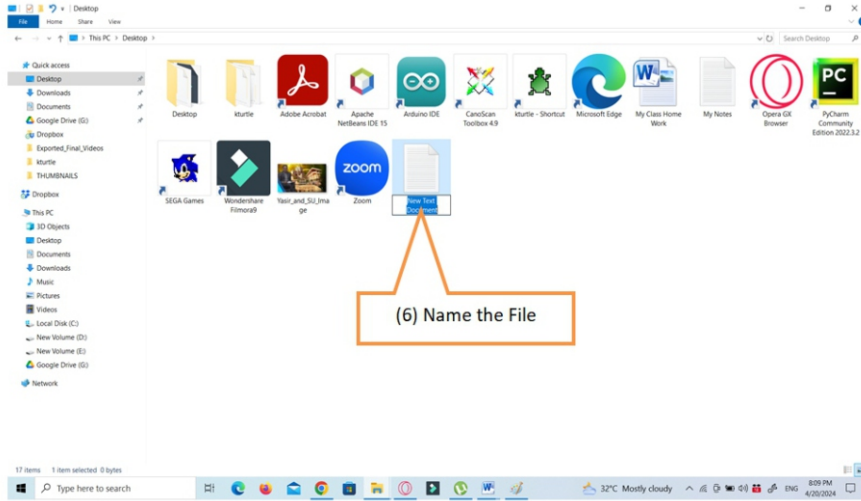 Desktop
File Home Share View
This PC > Desktop >
Search Desktop
Quick access
Desktop
Downloads
Documents
Google Drive (G:)
Dropbox
Exported_Final_Videos
kturtle
THUMBNAILS
Dropbox
This PC
3D Objects
Desktop
Documents
Downloads
Music
Pictures
Videos
Local Disk (C:)
New Volume (D:)
New Volume (E:)
Google Drive (G:)
Network
Desktop
kturtle
Adobe Acrobat
Apache
NetBeans IDE 15
Arduino IDE
CanoScan
Toolbox 4.9
kturtle - Shortcut
Microsoft Edge
W
My Class Home
Work
My Notes
Opera GX
Browser
PC
PyCharm
Community
Edition 2022.3.2
SEGA Games
Wondershare
Filmora9
Yasir_and_SU_Ima
ge
zoom
Zoom
New Text
Document
(6) Name the File
17 items 1 item selected 0 bytes
Type here to search
32°C Mostly cloudy
ENG
8:09 PM
4/20/2024